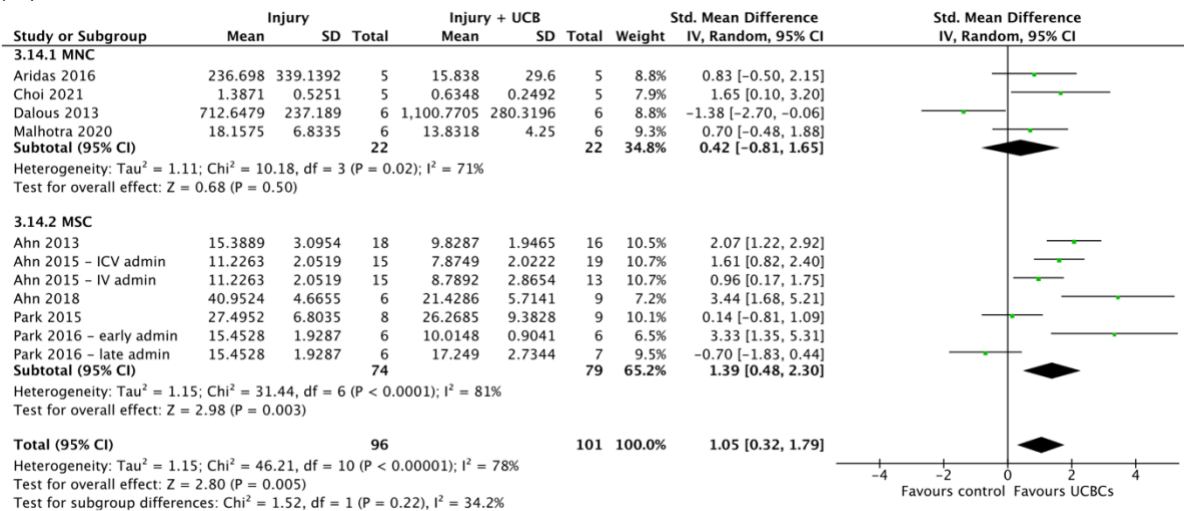 Injury Injury + UCB Std. Mean Difference Std. Mean Difference
Study or Subgroup Mean SD Total Mean SD Total Weight IV, Random, 95% CI IV, Random, 95% CI
3.14.1 MNC
Aridas 2016 236.698 339.1392 5 15.838 29.6 5 8.8% 0.83 [-0.50, 2.15]
Choi 2021 1.3871 0.5251 5 0.6348 0.2492 5 7.9% 1.65 [0.10, 3.20]
Dalous 2013 712.6479 237.189 6 1,100.7705 280.3196 6 8.8% -1.38 [-2.70, -0.06]
Malhotra 2020 18.1575 6.8335 6 13.8318 4.25 6 9.3% 0.70 [-0.48, 1.88]
Subtotal (95% CI) 22 22 34.8% 0.42 [-0.81, 1.65]
Heterogeneity: Tau² = 1.11; Chi² = 10.18, df = 3 (P = 0.02); I² = 71%
Test for overall effect: Z = 0.68 (P = 0.50)
3.14.2 MSC
Ahn 2013 15.3889 3.0954 18 9.8287 1.9465 16 10.5% 2.07 [1.22, 2.92]
Ahn 2015 - ICV admin 11.2263 2.0519 15 7.8749 2.0222 19 10.7% 1.61 [0.82, 2.40]
Ahn 2015 - IV admin 11.2263 2.0519 15 8.7892 2.8654 13 10.7% 0.96 [0.17, 1.75]
Ahn 2018 40.9524 4.6655 6 21.4286 5.7141 9 7.2% 3.44 [1.68, 5.21]
Park 2015 27.4952 6.8035 8 26.2685 9.3828 9 10.1% 0.14 [-0.81, 1.09]
Park 2016 - early admin 15.4528 1.9287 6 10.0148 0.9041 6 6.5% 3.33 [1.35, 5.31]
Park 2016 - late admin 15.4528 1.9287 6 17.249 2.7344 7 9.5% -0.70 [-1.83, 0.44]
Subtotal (95% CI) 74 79 65.2% 1.39 [0.48, 2.30]
Heterogeneity: Tau² = 1.15; Chi² = 31.44, df = 6 (P < 0.0001); I² = 81%
Test for overall effect: Z = 2.98 (P = 0.003)
Total (95% CI) 96 101 100.0% 1.05 [0.32, 1.79]
Heterogeneity: Tau² = 1.15; Chi² = 46.21, df = 10 (P < 0.00001); I² = 78%
Test for overall effect: Z = 2.80 (P = 0.005)
Test for subgroup differences: Chi² = 1.52, df = 1 (P = 0.22), I² = 34.2%
-4 -2 0 2 4
Favours control Favours UCBCs